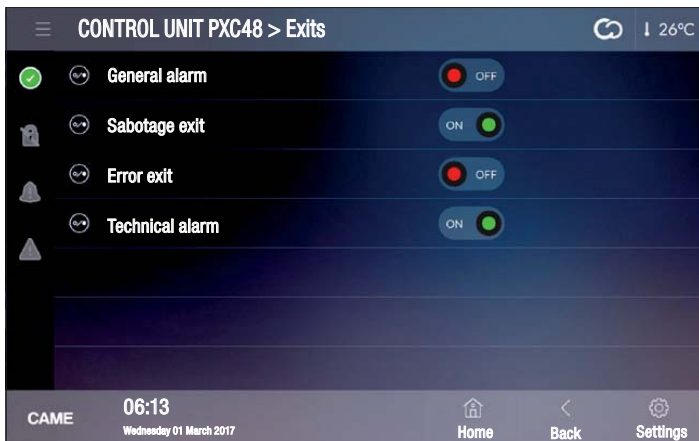 CONTROL UNIT PXC48 > Exits
26°C
General alarm OFF
Sabotage exit ON
Error exit OFF
Technical alarm ON
CAME
06:13
Wednesday 01 March 2017
Home
Back
Settings